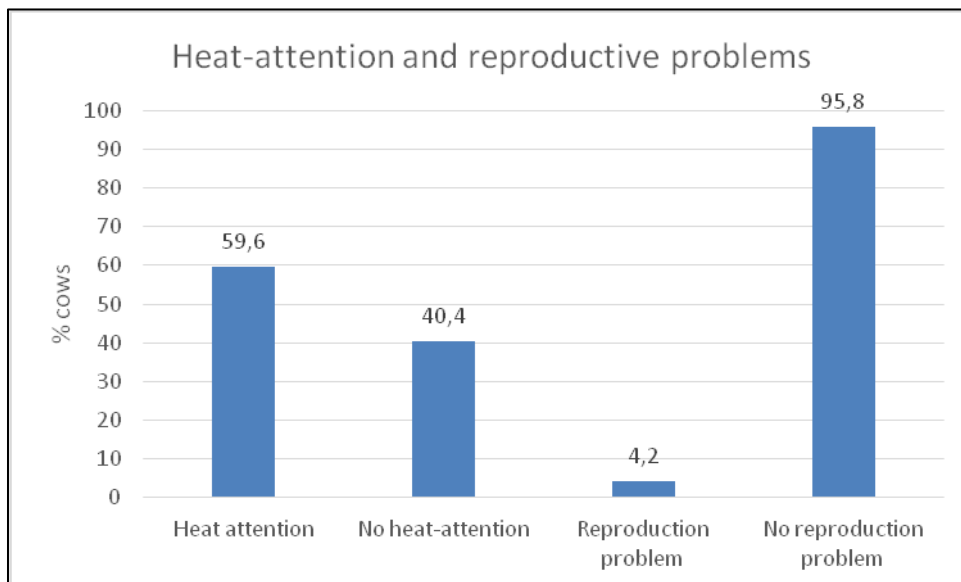 Heat-attention and reproductive problems
% cows
100
90
80
70
60
50
40
30
20
10
0
59,6
40,4
4,2
95,8
Heat attention
No heat-attention
Reproduction
problem
No reproduction
problem